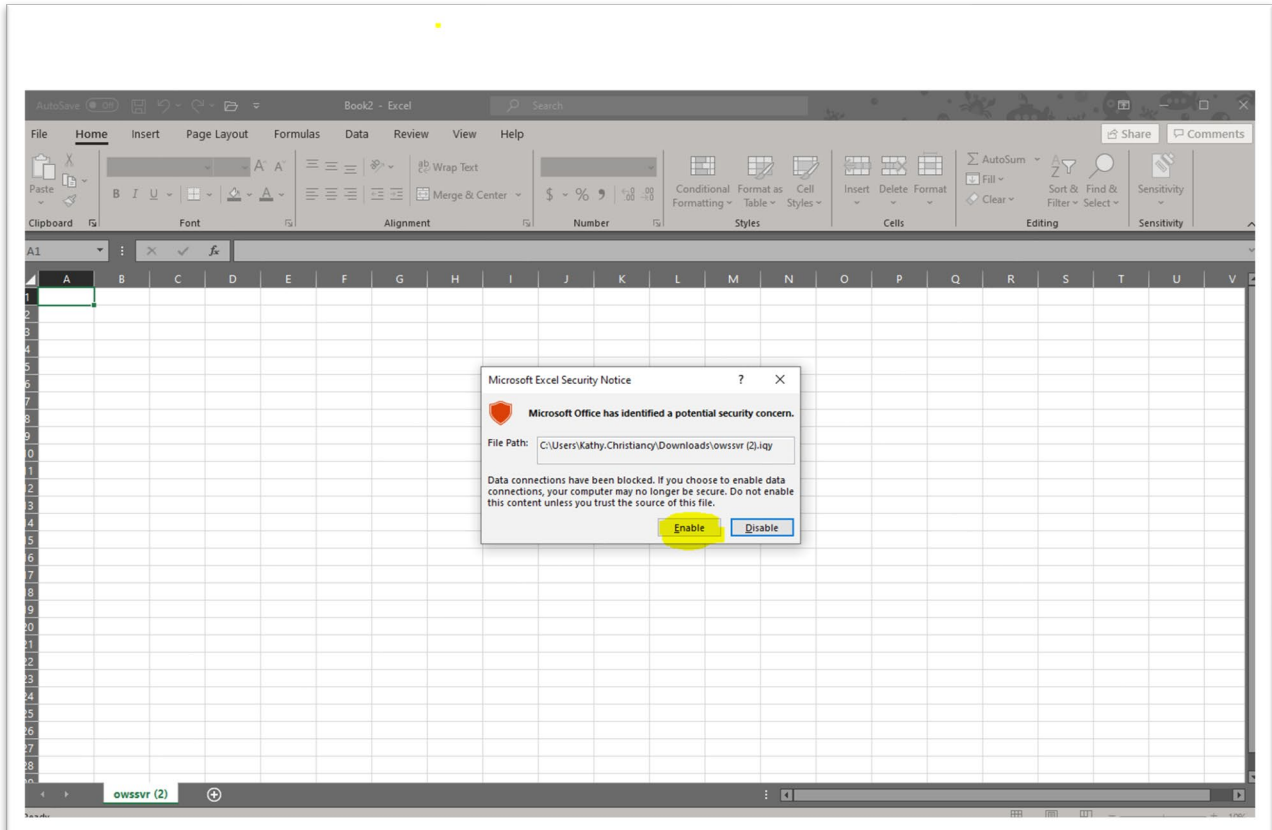 AutoSave Off Book2 - Excel Search
File Home Insert Page Layout Formulas Data Review View Help Share Comments
Paste
B I U
A A
A
ab Wrap Text
Merge & Center
$ % 9
Conditional Formatting
Format as Table
Cell Styles
Insert Delete Format
AutoSum
Fill
Clear
Sort & Filter
Find & Select
Sensitivity
Clipboard Font Alignment Number Styles Cells Editing Sensitivity
A1 fx
A B C D E F G H I J K L M N O P Q R S T U V
Microsoft Excel Security Notice ? X
Microsoft Office has identified a potential security concern.
File Path: C:\Users\Kathy.Christiancy\Downloads\owssvr (2).iqy
Data connections have been blocked. If you choose to enable data
connections, your computer may no longer be secure. Do not enable
this content unless you trust the source of this file.
Enable Disable
owssvr (2)